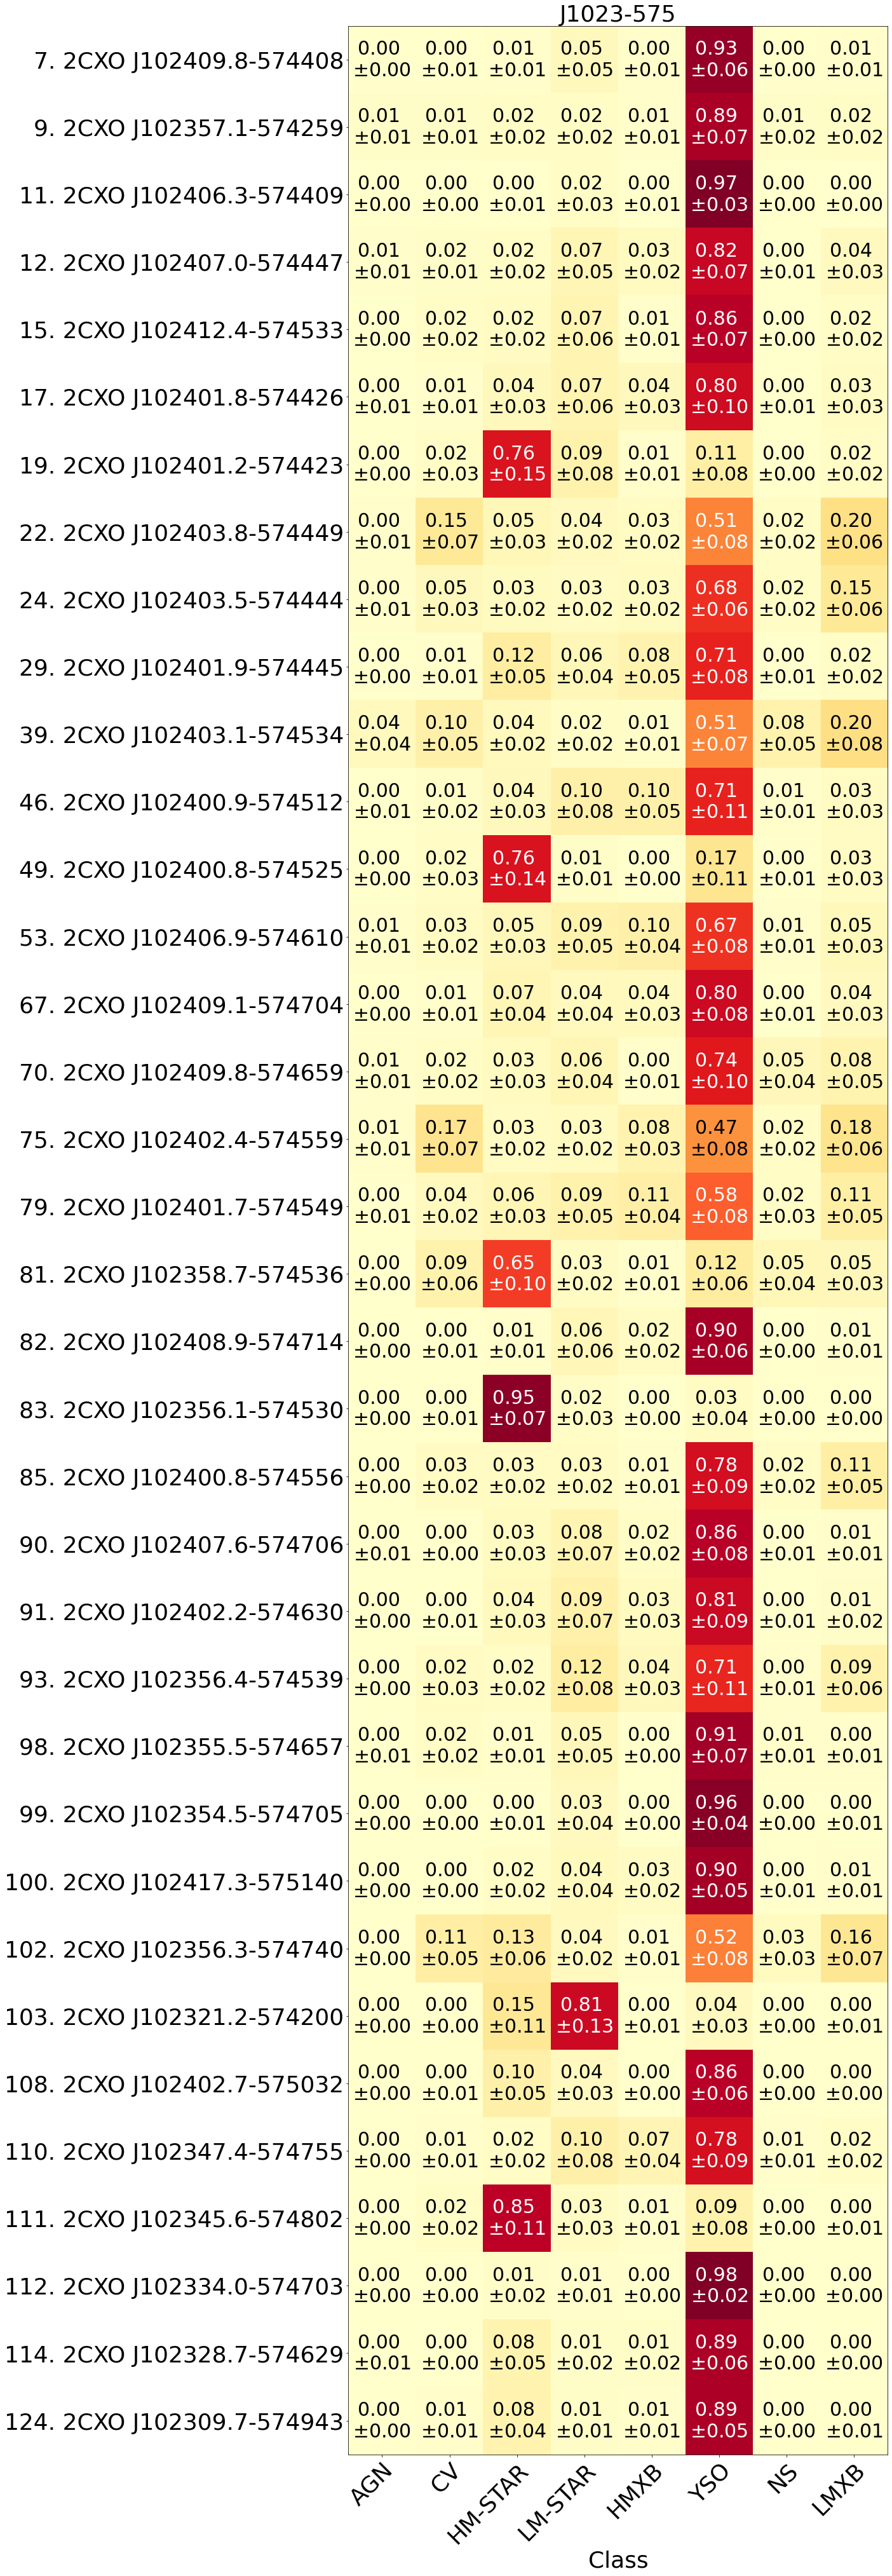 J1023-575
7. 2CXO J102409.8-574408 0.00 0.00 0.01 0.05 0.00 0.93 0.00 0.01
±0.00 ±0.01 ±0.01 ±0.05 ±0.01 ±0.06 ±0.00 ±0.01
9. 2CXO J102357.1-574259 0.01 0.01 0.02 0.02 0.01 0.89 0.01 0.02
±0.01 ±0.01 ±0.02 ±0.02 ±0.01 ±0.07 ±0.02 ±0.02
11. 2CXO J102406.3-574409 0.00 0.00 0.00 0.02 0.00 0.97 0.00 0.00
±0.00 ±0.00 ±0.01 ±0.03 ±0.01 ±0.03 ±0.00 ±0.00
12. 2CXO J102407.0-574447 0.01 0.02 0.02 0.07 0.03 0.82 0.00 0.04
±0.01 ±0.01 ±0.02 ±0.05 ±0.02 ±0.07 ±0.01 ±0.03
15. 2CXO J102412.4-574533 0.00 0.02 0.02 0.07 0.01 0.86 0.00 0.02
±0.00 ±0.02 ±0.02 ±0.06 ±0.01 ±0.07 ±0.00 ±0.02
17. 2CXO J102401.8-574426 0.00 0.01 0.04 0.07 0.04 0.80 0.00 0.03
±0.01 ±0.01 ±0.03 ±0.06 ±0.03 ±0.10 ±0.01 ±0.03
19. 2CXO J102401.2-574423 0.00 0.02 0.76 0.09 0.01 0.11 0.00 0.02
±0.00 ±0.03 ±0.15 ±0.08 ±0.01 ±0.08 ±0.00 ±0.02
22. 2CXO J102403.8-574449 0.00 0.15 0.05 0.04 0.03 0.51 0.02 0.20
±0.01 ±0.07 ±0.03 ±0.02 ±0.02 ±0.08 ±0.02 ±0.06
24. 2CXO J102403.5-574444 0.00 0.05 0.03 0.03 0.03 0.68 0.02 0.15
±0.01 ±0.03 ±0.02 ±0.02 ±0.02 ±0.06 ±0.02 ±0.06
29. 2CXO J102401.9-574445 0.00 0.01 0.12 0.06 0.08 0.71 0.00 0.02
±0.00 ±0.01 ±0.05 ±0.04 ±0.05 ±0.08 ±0.01 ±0.02
39. 2CXO J102403.1-574534 0.04 0.10 0.04 0.02 0.01 0.51 0.08 0.20
±0.04 ±0.05 ±0.02 ±0.02 ±0.01 ±0.07 ±0.05 ±0.08
46. 2CXO J102400.9-574512 0.00 0.01 0.04 0.10 0.10 0.71 0.01 0.03
±0.01 ±0.02 ±0.03 ±0.08 ±0.05 ±0.11 ±0.01 ±0.03
49. 2CXO J102400.8-574525 0.00 0.02 0.76 0.01 0.00 0.17 0.00 0.03
±0.00 ±0.03 ±0.14 ±0.01 ±0.00 ±0.11 ±0.01 ±0.03
53. 2CXO J102406.9-574610 0.01 0.03 0.05 0.09 0.10 0.67 0.01 0.05
±0.01 ±0.02 ±0.03 ±0.05 ±0.04 ±0.08 ±0.01 ±0.03
67. 2CXO J102409.1-574704 0.00 0.01 0.07 0.04 0.04 0.80 0.00 0.04
±0.00 ±0.01 ±0.04 ±0.04 ±0.03 ±0.08 ±0.01 ±0.03
70. 2CXO J102409.8-574659 0.01 0.02 0.03 0.06 0.00 0.74 0.05 0.08
±0.01 ±0.02 ±0.03 ±0.04 ±0.01 ±0.10 ±0.04 ±0.05
75. 2CXO J102402.4-574559 0.01 0.17 0.03 0.03 0.08 0.47 0.02 0.18
±0.01 ±0.07 ±0.02 ±0.02 ±0.03 ±0.08 ±0.02 ±0.06
79. 2CXO J102401.7-574549 0.00 0.04 0.06 0.09 0.11 0.58 0.02 0.11
±0.01 ±0.02 ±0.03 ±0.05 ±0.04 ±0.08 ±0.03 ±0.05
81. 2CXO J102358.7-574536 0.00 0.09 0.65 0.03 0.01 0.12 0.05 0.05
±0.00 ±0.06 ±0.10 ±0.02 ±0.01 ±0.06 ±0.04 ±0.03
82. 2CXO J102408.9-574714 0.00 0.00 0.01 0.06 0.02 0.90 0.00 0.01
±0.00 ±0.01 ±0.01 ±0.06 ±0.02 ±0.06 ±0.00 ±0.01
83. 2CXO J102356.1-574530 0.00 0.00 0.95 0.02 0.00 0.03 0.00 0.00
±0.00 ±0.01 ±0.07 ±0.03 ±0.00 ±0.04 ±0.00 ±0.00
85. 2CXO J102400.8-574556 0.00 0.03 0.03 0.03 0.01 0.78 0.02 0.11
±0.00 ±0.02 ±0.02 ±0.02 ±0.01 ±0.09 ±0.02 ±0.05
90. 2CXO J102407.6-574706 0.00 0.00 0.03 0.08 0.02 0.86 0.00 0.01
±0.01 ±0.00 ±0.03 ±0.07 ±0.02 ±0.08 ±0.01 ±0.01
91. 2CXO J102402.2-574630 0.00 0.00 0.04 0.09 0.03 0.81 0.00 0.01
±0.00 ±0.01 ±0.03 ±0.07 ±0.03 ±0.09 ±0.01 ±0.02
93. 2CXO J102356.4-574539 0.00 0.02 0.02 0.12 0.04 0.71 0.00 0.09
±0.00 ±0.03 ±0.02 ±0.08 ±0.03 ±0.11 ±0.01 ±0.06
98. 2CXO J102355.5-574657 0.00 0.02 0.01 0.05 0.00 0.91 0.01 0.00
±0.01 ±0.02 ±0.01 ±0.05 ±0.00 ±0.07 ±0.01 ±0.01
99. 2CXO J102354.5-574705 0.00 0.00 0.00 0.03 0.00 0.96 0.00 0.00
±0.00 ±0.00 ±0.01 ±0.04 ±0.00 ±0.04 ±0.00 ±0.01
100. 2CXO J102417.3-575140 0.00 0.00 0.02 0.04 0.03 0.90 0.00 0.01
±0.00 ±0.00 ±0.02 ±0.04 ±0.02 ±0.05 ±0.01 ±0.01
102. 2CXO J102356.3-574740 0.00 0.11 0.13 0.04 0.01 0.52 0.03 0.16
±0.00 ±0.05 ±0.06 ±0.02 ±0.01 ±0.08 ±0.03 ±0.07
103. 2CXO J102321.2-574200 0.00 0.00 0.15 0.81 0.00 0.04 0.00 0.00
±0.00 ±0.00 ±0.11 ±0.13 ±0.01 ±0.03 ±0.00 ±0.01
108. 2CXO J102402.7-575032 0.00 0.00 0.10 0.04 0.00 0.86 0.00 0.00
±0.00 ±0.01 ±0.05 ±0.03 ±0.00 ±0.06 ±0.00 ±0.00
110. 2CXO J102347.4-574755 0.00 0.01 0.02 0.10 0.07 0.78 0.01 0.02
±0.00 ±0.01 ±0.02 ±0.08 ±0.04 ±0.09 ±0.01 ±0.02
111. 2CXO J102345.6-574802 0.00 0.02 0.85 0.03 0.01 0.09 0.00 0.00
±0.00 ±0.02 ±0.11 ±0.03 ±0.01 ±0.08 ±0.00 ±0.01
112. 2CXO J102334.0-574703 0.00 0.00 0.01 0.01 0.00 0.98 0.00 0.00
±0.00 ±0.00 ±0.02 ±0.01 ±0.00 ±0.02 ±0.00 ±0.00
114. 2CXO J102328.7-574629 0.00 0.00 0.08 0.01 0.01 0.89 0.00 0.00
±0.01 ±0.00 ±0.05 ±0.02 ±0.02 ±0.06 ±0.00 ±0.00
124. 2CXO J102309.7-574943 0.00 0.01 0.08 0.01 0.01 0.89 0.00 0.00
±0.00 ±0.01 ±0.04 ±0.01 ±0.01 ±0.05 ±0.00 ±0.01
AGN CV HM-STAR LM-STAR HMXB YSO NS LMXB
Class